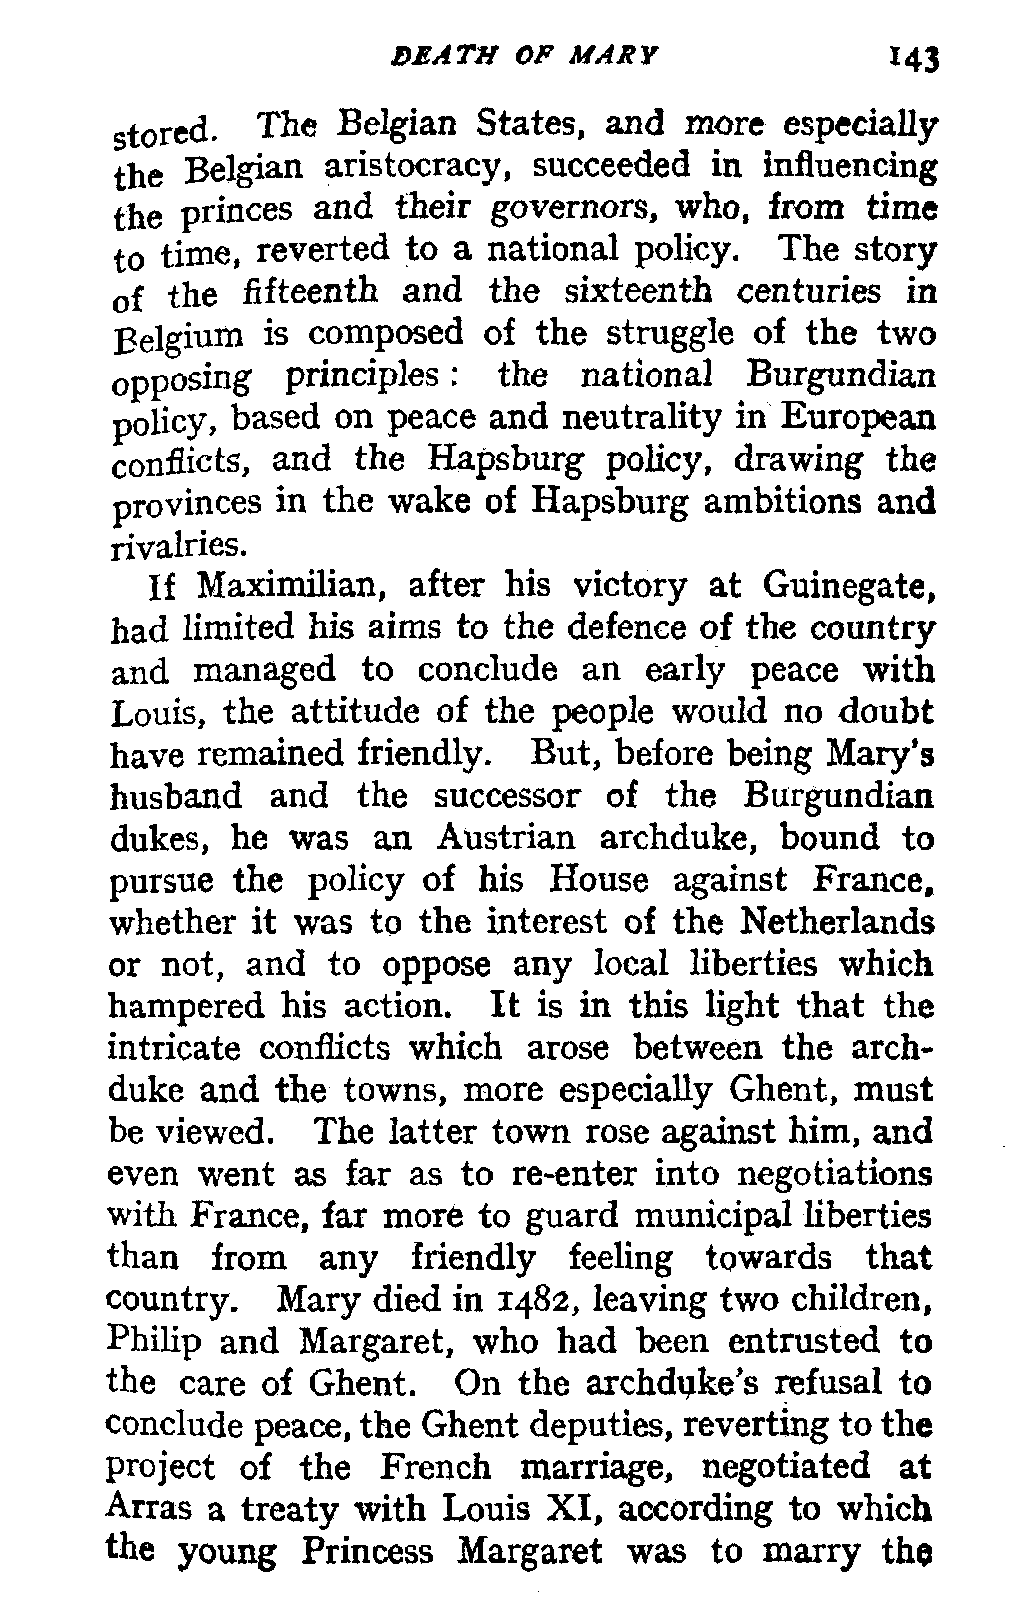 DEATH OF MARY 143
stored. The Belgian States, and more especially
the Belgian aristocracy, succeeded in influencing
the princes and their governors, who, from time
to time, reverted to a national policy. The story
of the fifteenth and the sixteenth centuries in
Belgium is composed of the struggle of the two
opposing principles: the national Burgundian
policy, based on peace and neutrality in European
conflicts, and the Hapsburg policy, drawing the
provinces in the wake of Hapsburg ambitions and
rivalries.
If Maximilian, after his victory at Guinegate,
had limited his aims to the defence of the country
and managed to conclude an early peace with
Louis, the attitude of the people would no doubt
have remained friendly. But, before being Mary's
husband and the successor of the Burgundian
dukes, he was an Austrian archduke, bound to
pursue the policy of his House against France,
whether it was to the interest of the Netherlands
or not, and to oppose any local liberties which
hampered his action. It is in this light that the
intricate conflicts which arose between the arch-
duke and the towns, more especially Ghent, must
be viewed. The latter town rose against him, and
even went as far as to re-enter into negotiations
with France, far more to guard municipal liberties
than from any friendly feeling towards that
country. Mary died in 1482, leaving two children,
Philip and Margaret, who had been entrusted to
the care of Ghent. On the archduke's refusal to
conclude peace, the Ghent deputies, reverting to the
project of the French marriage, negotiated at
Arras a treaty with Louis XI, according to which
the young Princess Margaret was to marry the